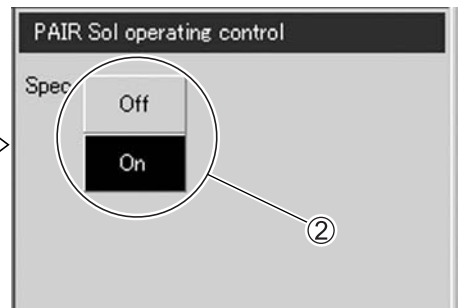 PAIR Sol operating control
Spec
Off
On
②